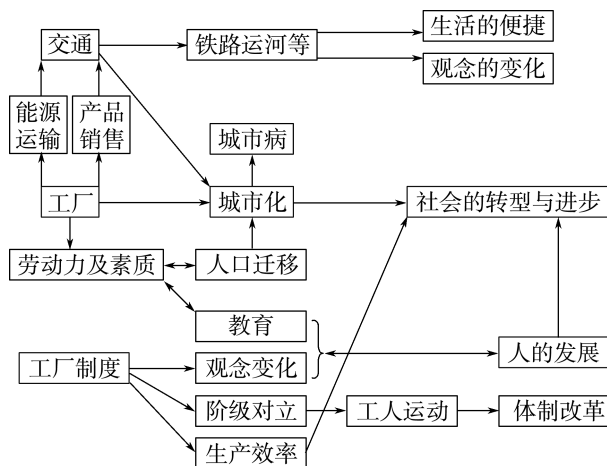 交通
铁路运河等
生活的便捷
观念的变化
能源
运输
产品
销售
城市病
工厂
城市化
社会的转型与进步
劳动力及素质
人口迁移
教育
工厂制度
观念变化
人的发展
阶级对立
工人运动
体制改革
生产效率